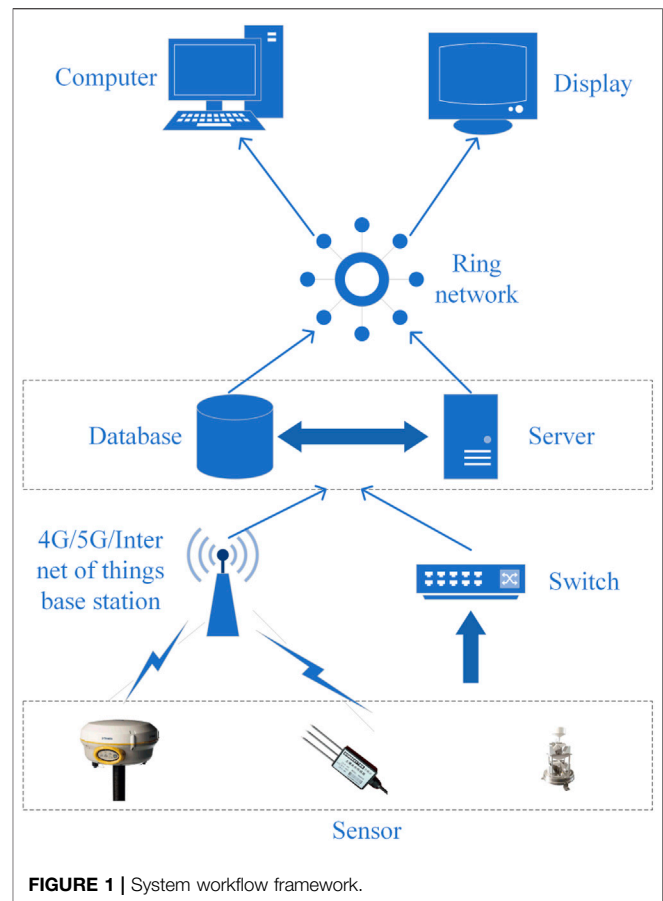 Computer
Display
Ring
network
Database
Server
4G/5G/Inter
net of things
base station
Switch
Sensor
FIGURE 1 | System workflow framework.